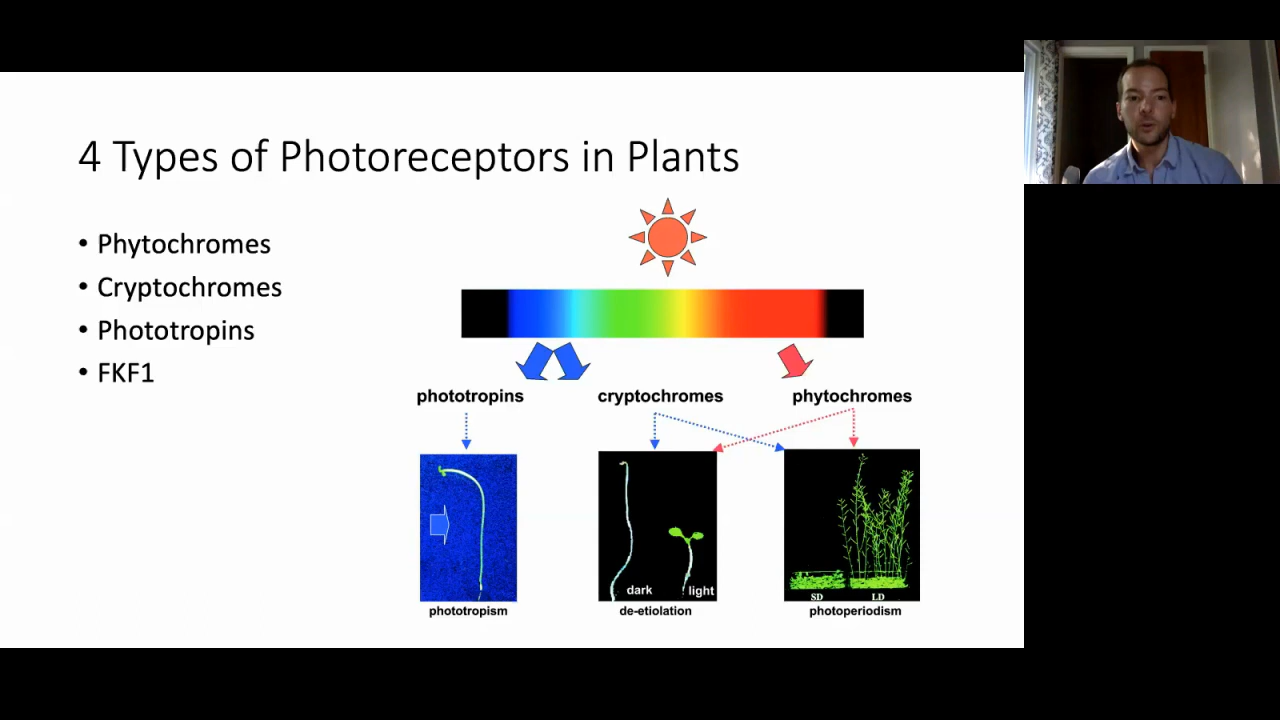 4 Types of Photoreceptors in Plants
• Phytochromes
• Cryptochromes
• Phototropins
• FKF1
phototropins cryptochromes phytochromes
dark light
SD LD
phototropism de-etiolation photoperiodism